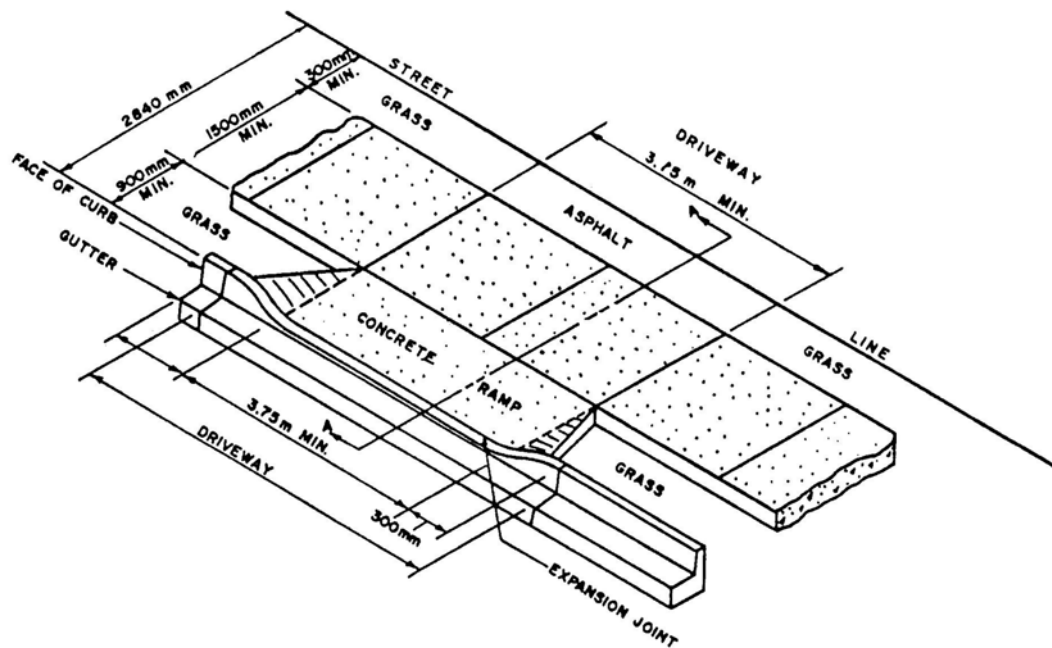 STREET
LINE
300mm
MIN.
GRASS
2840 mm
1500mm
MIN.
DRIVEWAY
3.75 m
MIN.
900mm
MIN.
FACE OF CURB
GRASS
ASPHALT
A
GUTTER
CONCRETE
RAMP
GRASS
3.75m MIN.
A
DRIVEWAY
GRASS
300mm
EXPANSION JOINT